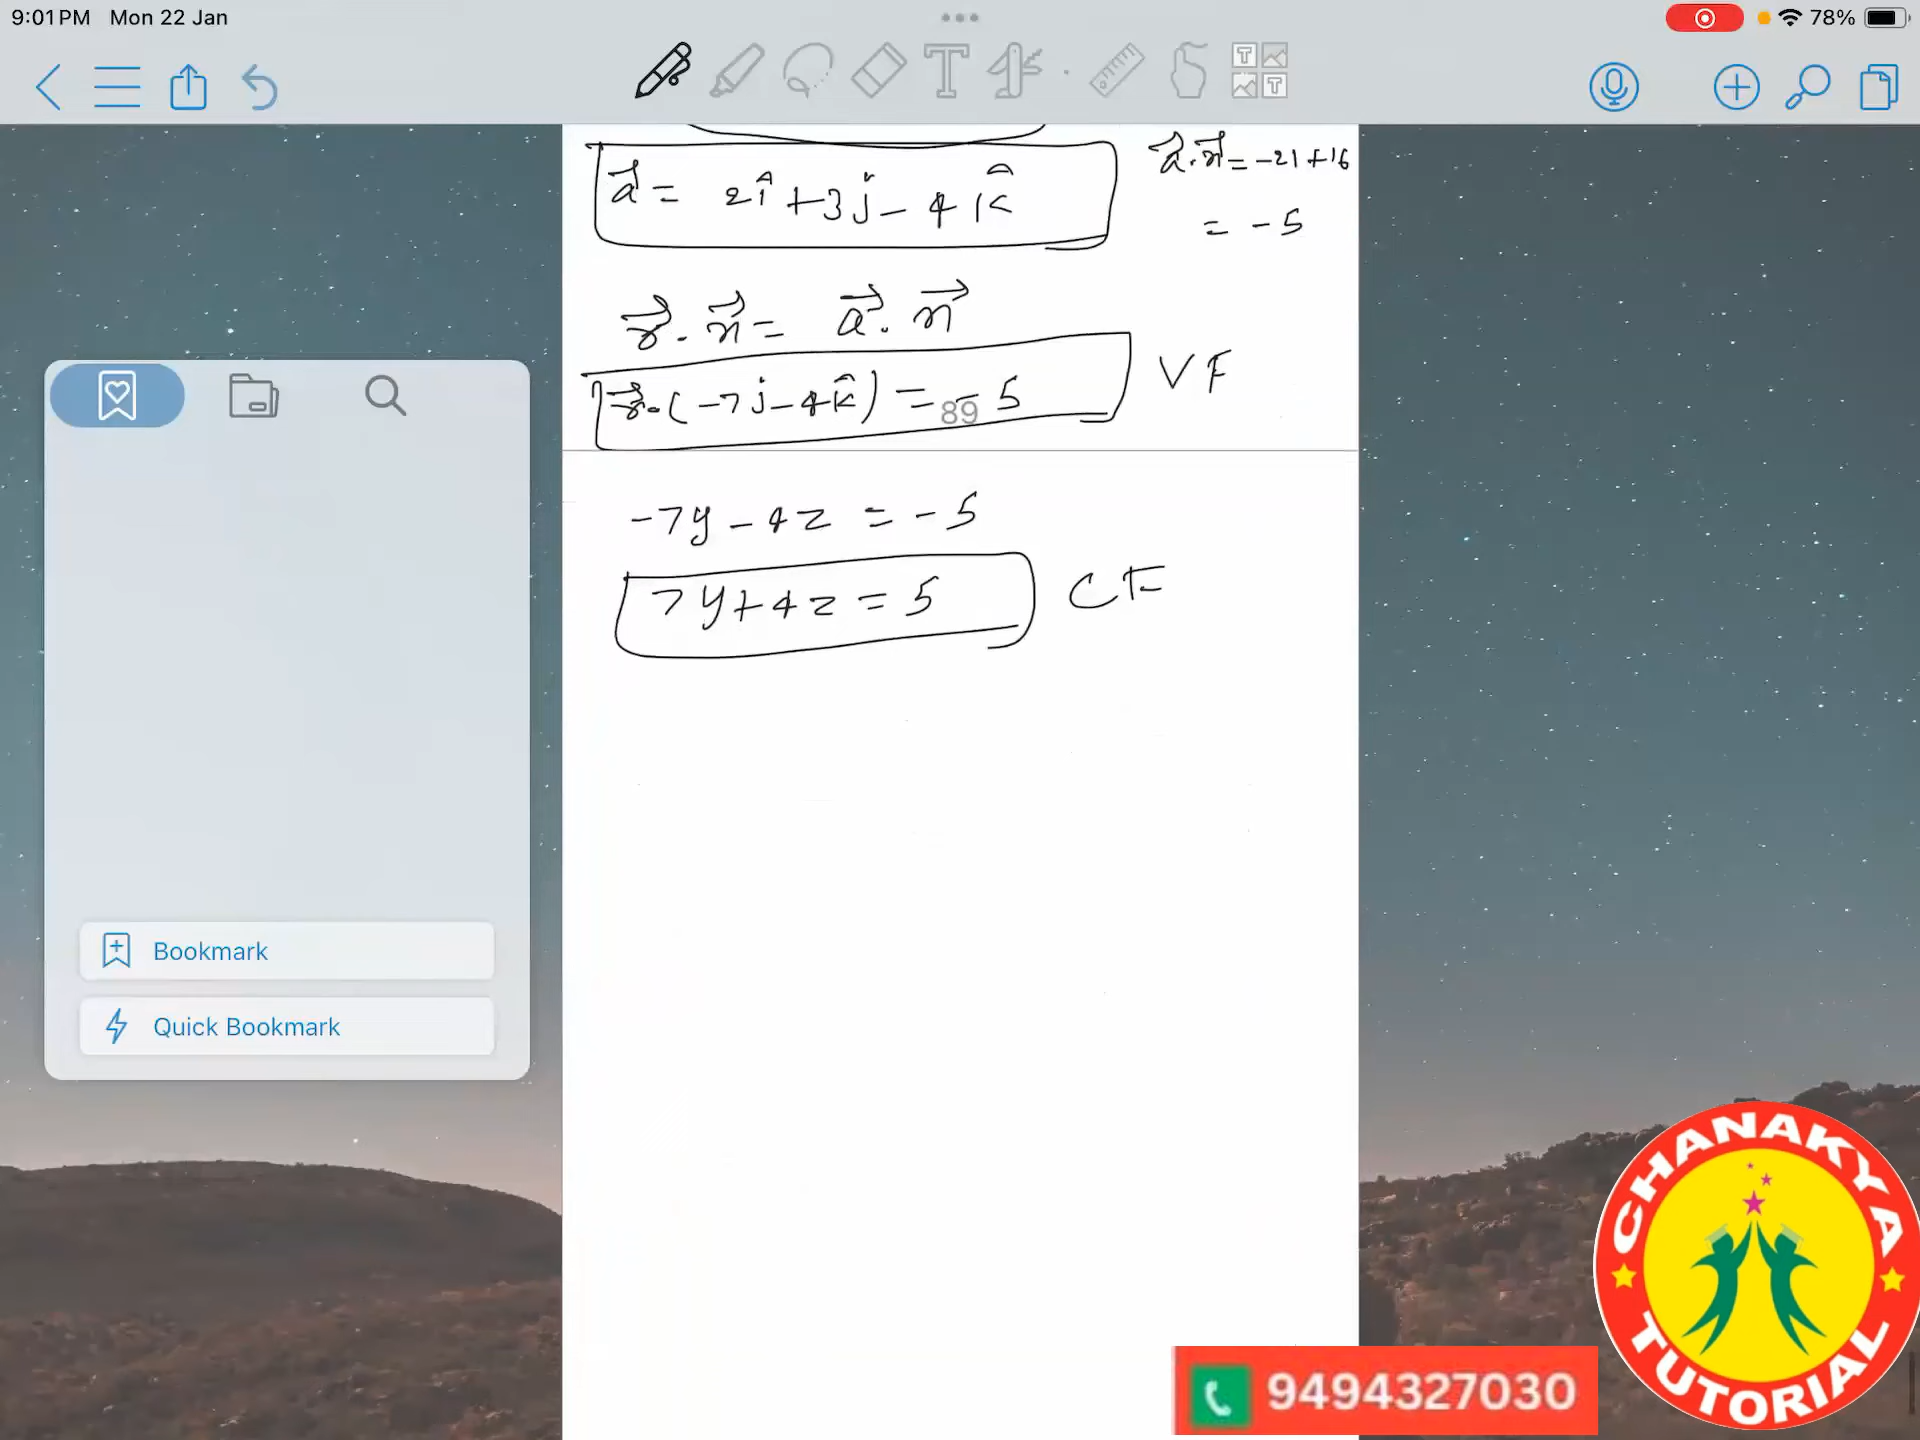 9:01 PM Mon 22 Jan
78%
a⃗ = 2î + 3ĵ - 4k̂
a⃗.n⃗ = -21+16
= -5
r⃗ . n⃗ = a⃗ . n⃗
r⃗.(-7ĵ-4k̂) = -5 VF
89
-7y - 4z = -5
7y+4z = 5 CF
Bookmark
Quick Bookmark
CHANAKYA TUTORIAL
9494327030